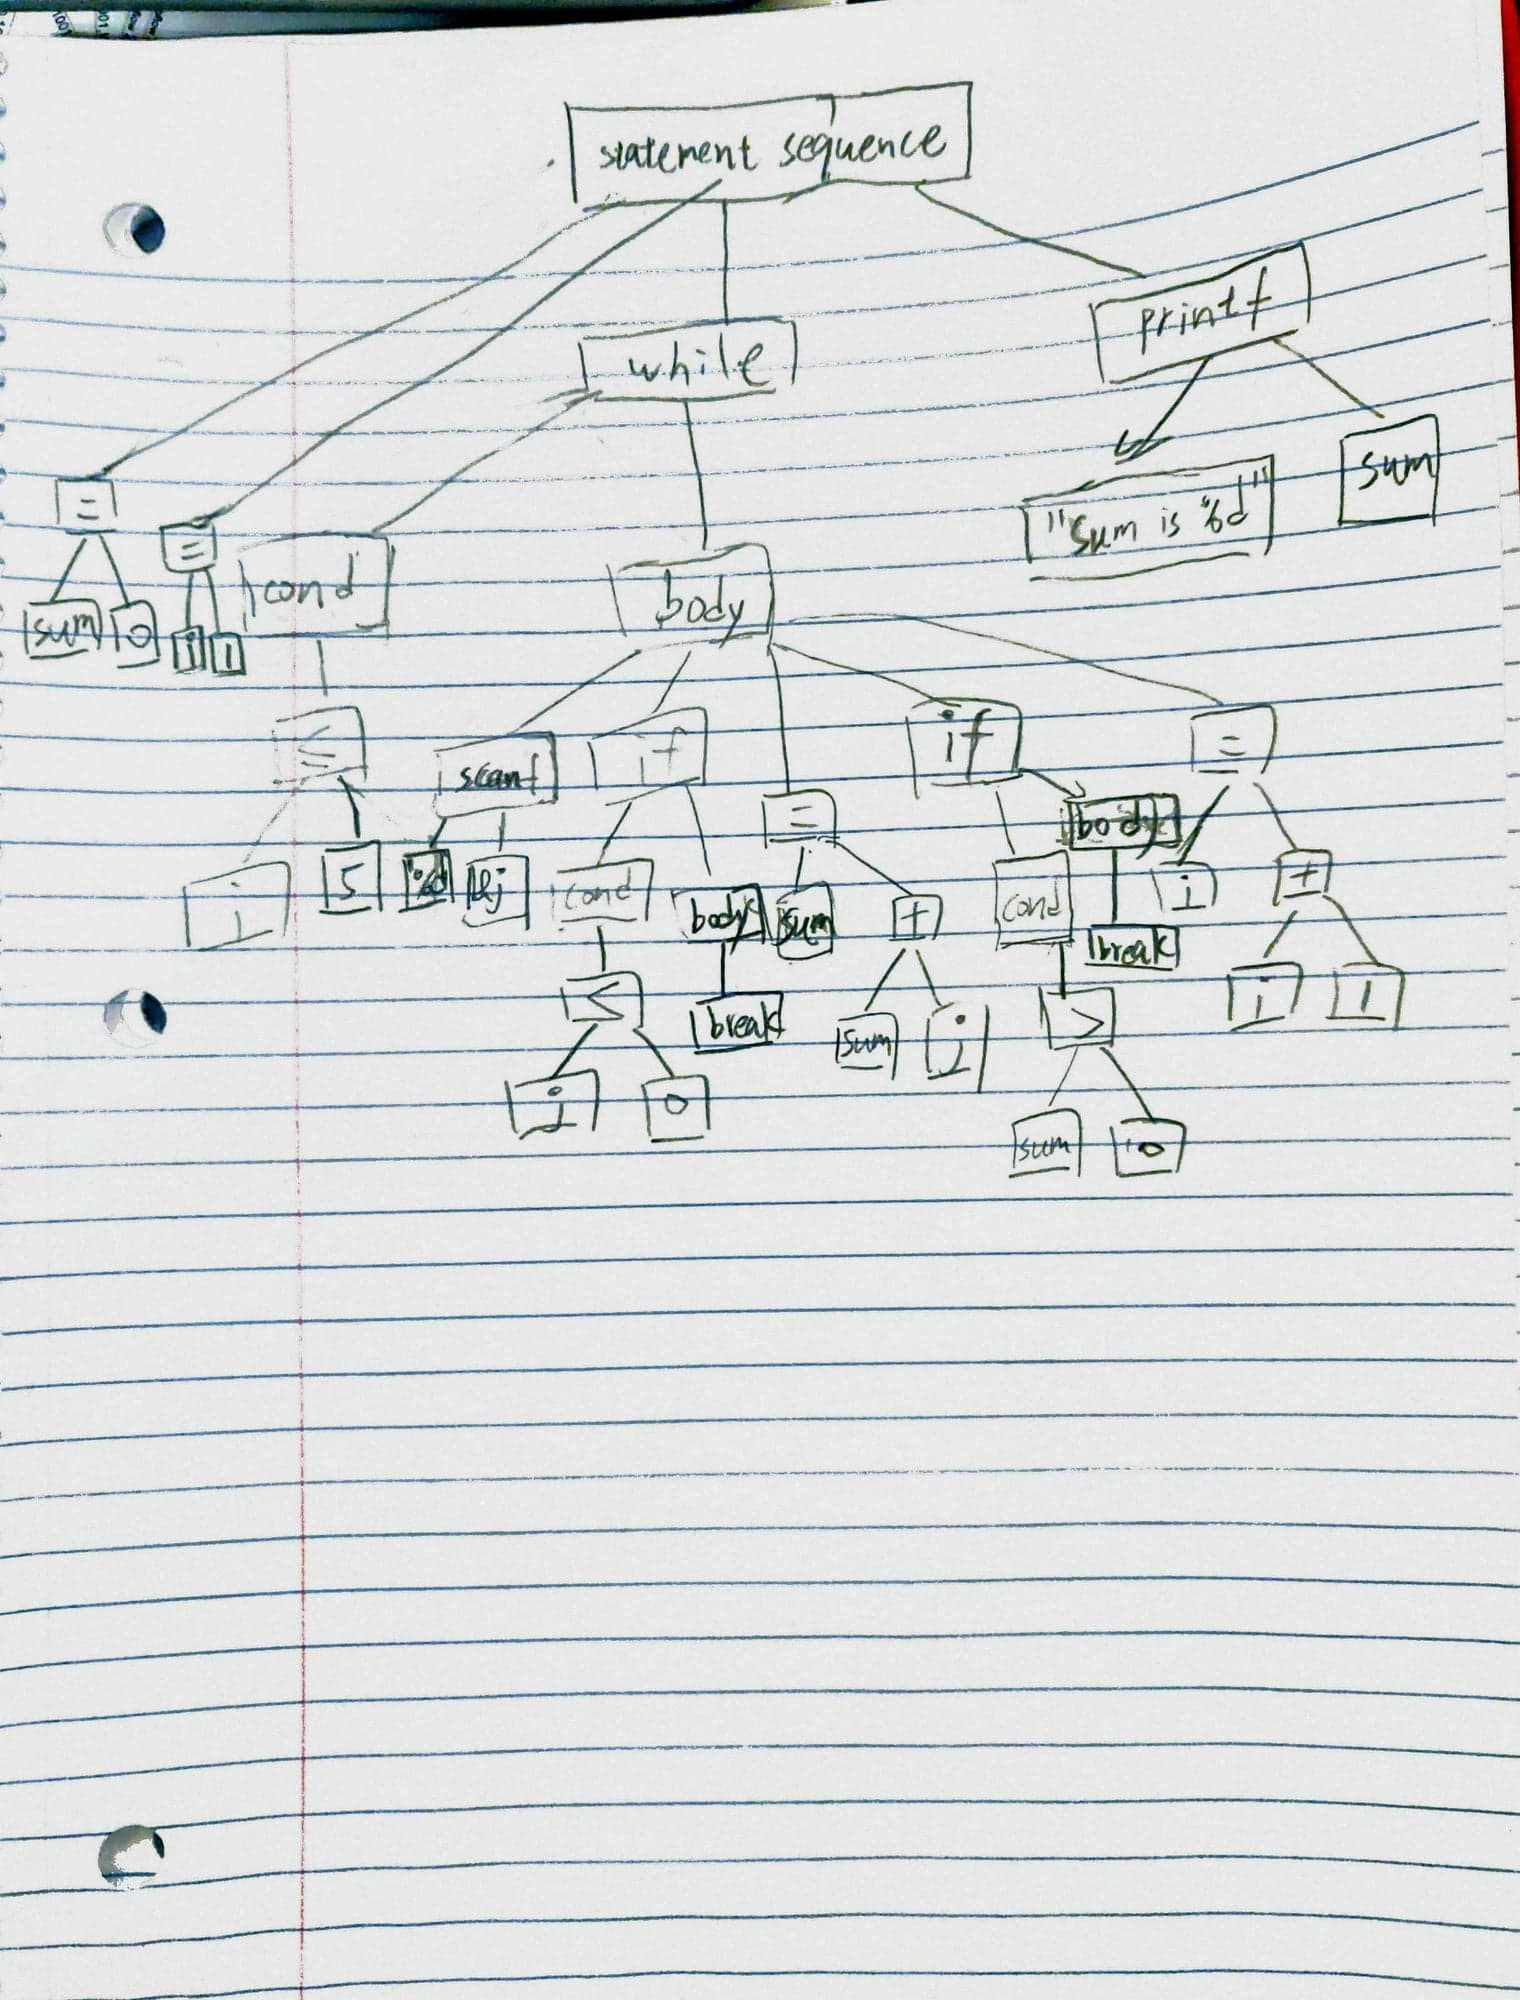 statement sequence
while
printf
"Sum is %d"
sum
=
=
cond
body
sum
0
i
1
≤
scanf
if
=
if
=
i
5
"%d"
&j
cond
body
sum
+
cond
body
i
+
<
break
sum
j
>
break
i
1
j
0
sum
10